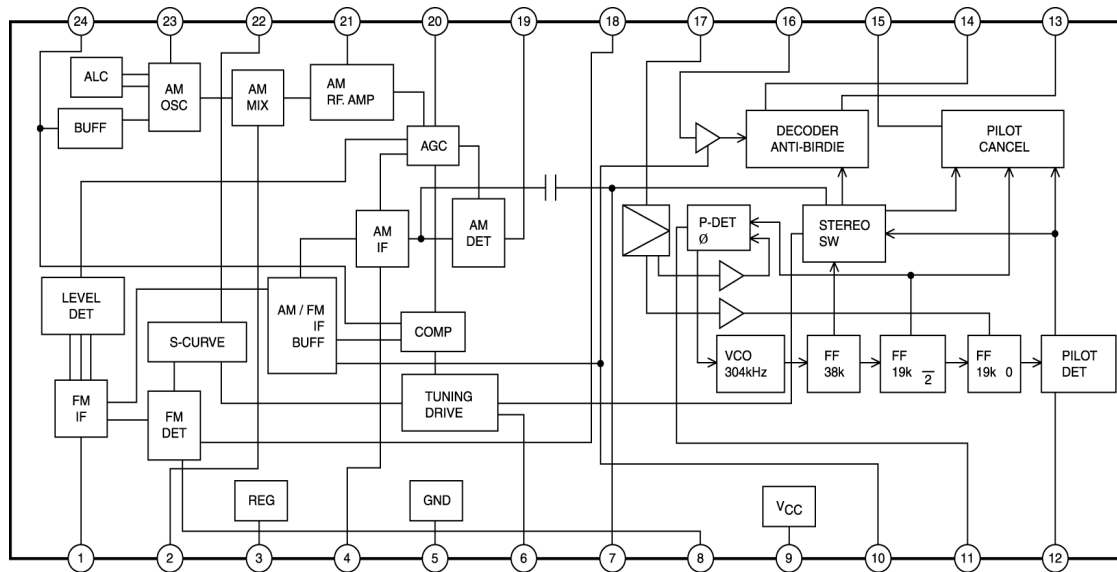 24 23 22 21 20 19 18 17 16 15 14 13
ALC
AM
OSC
AM
MIX
AM
RF. AMP
BUFF
AGC
DECODER
ANTI-BIRDIE
PILOT
CANCEL
AM
IF
AM
DET
P-DET
Ø
STEREO
SW
LEVEL
DET
AM / FM
IF
BUFF
COMP
S-CURVE
VCO
304kHz
FF
38k
FF
19k 2
FF
19k 0
PILOT
DET
FM
IF
FM
DET
TUNING
DRIVE
REG
GND
VCC
1 2 3 4 5 6 7 8 9 10 11 12